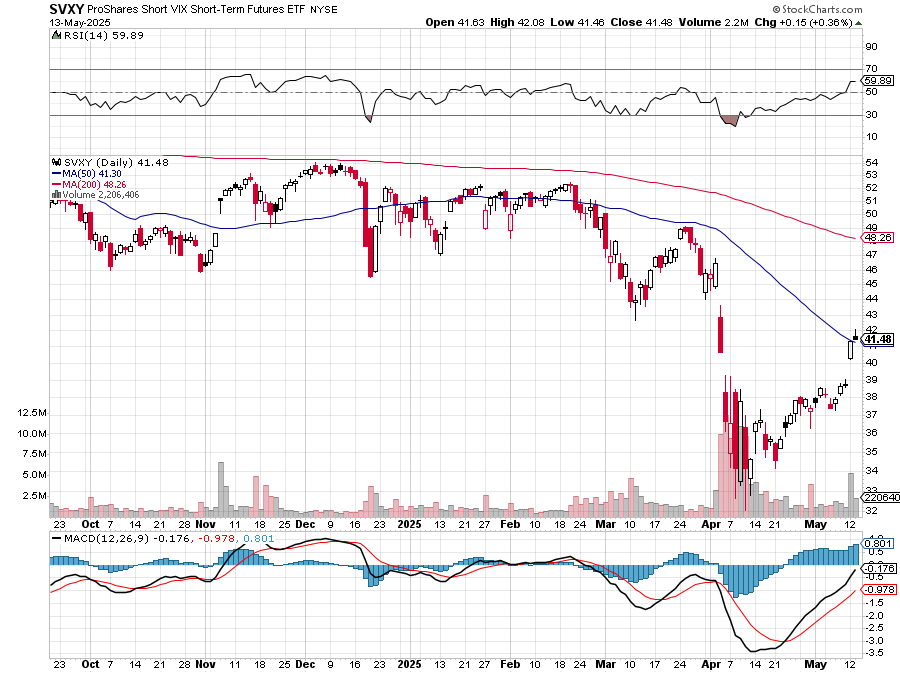 SVXY ProShares Short VIX Short-Term Futures ETF NYSE © StockCharts.com
13-May-2025 Open 41.63 High 42.08 Low 41.46 Close 41.48 Volume 2.2M Chg +0.15 (+0.36%)
RSI(14) 59.89
90
70
59.89
50
30
10
SVXY (Daily) 41.48
MA(50) 41.30
MA(200) 48.26
Volume 2,206,406
54
53
52
51
50
49
48.26
47
46
45
44
43
42
41.48
40
39
38
37
36
35
34
33
32
12.5M
10.0M
7.5M
5.0M
2.5M
220640
23 Oct 7 14 21 28 Nov 11 18 25 Dec 9 16 23 2025 13 21 27 Feb 10 18 24 Mar 10 17 24 Apr 7 14 21 May 12
MACD(12,26,9) -0.176, -0.978, 0.801
0.801
0.5
-0.176
-0.5
-0.978
-1.5
-2.0
-2.5
-3.0
-3.5
23 Oct 7 14 21 28 Nov 11 18 25 Dec 9 16 23 2025 13 21 27 Feb 10 18 24 Mar 10 17 24 Apr 7 14 21 May 12